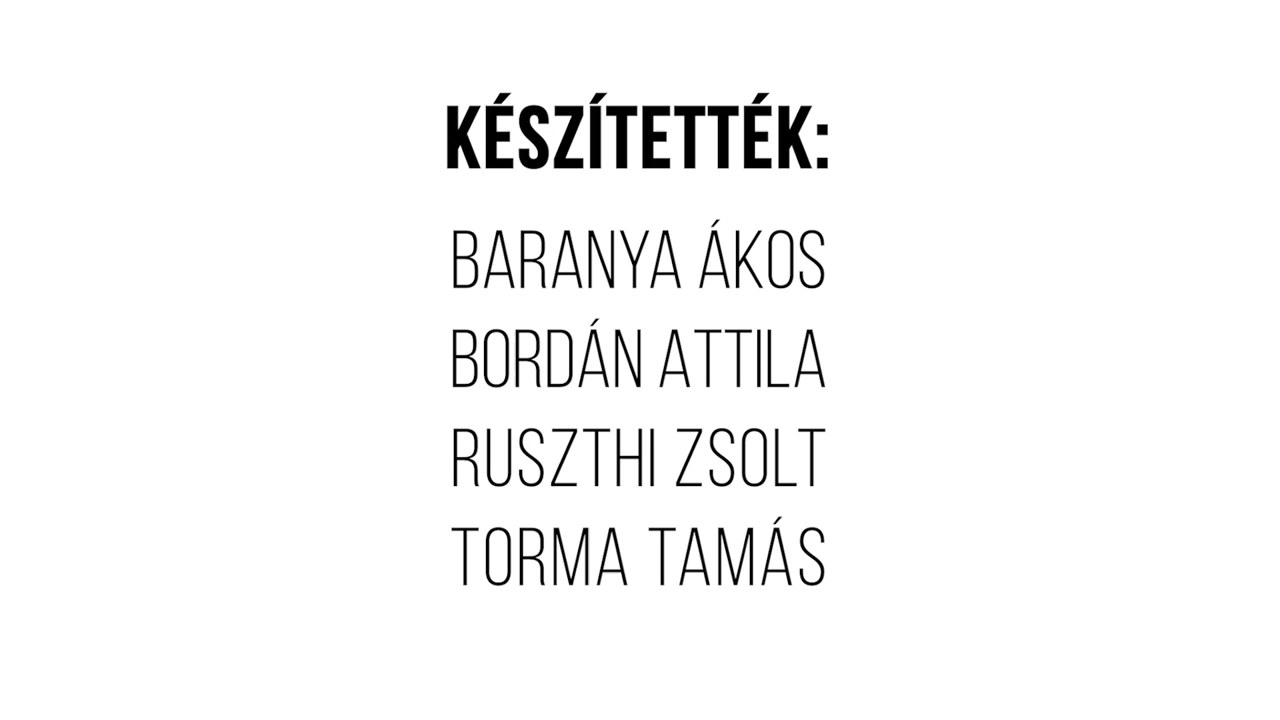 KÉSZÍTETTÉK:
BARANYA ÁKOS
BORDÁN ATTILA
RUSZTHI ZSOLT
TORMA TAMÁS